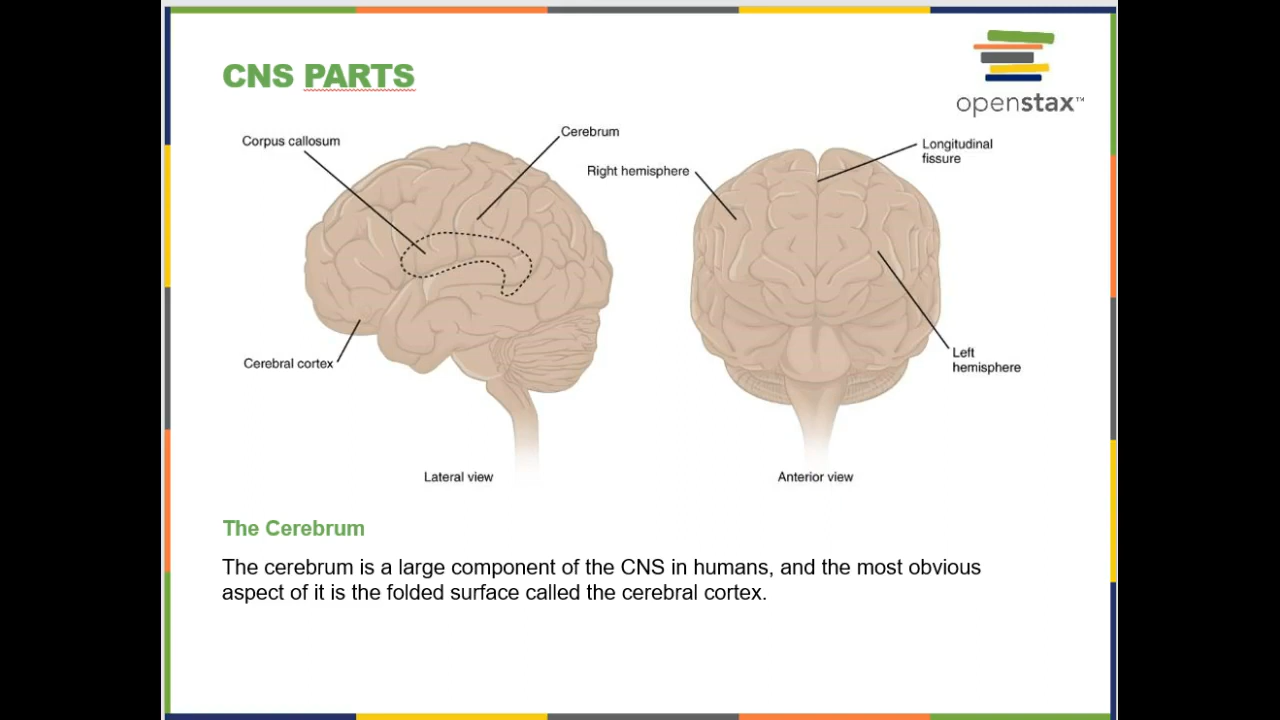 CNS PARTS
openstax™
Corpus callosum
Cerebrum
Right hemisphere
Longitudinal
fissure
Cerebral cortex
Left
hemisphere
Lateral view
Anterior view
The Cerebrum
The cerebrum is a large component of the CNS in humans, and the most obvious
aspect of it is the folded surface called the cerebral cortex.